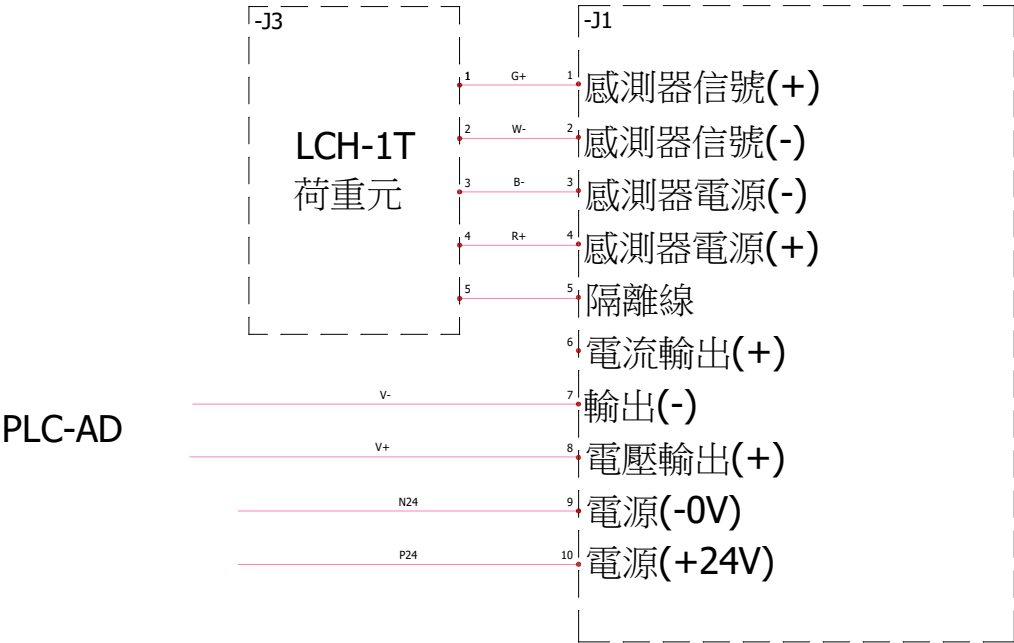 -J3
-J1
1 G+ 1 感測器信號(+)
LCH-1T
荷重元
2 W- 2 感測器信號(-)
3 B- 3 感測器電源(-)
4 R+ 4 感測器電源(+)
5 5 隔離線
6 電流輸出(+)
PLC-AD
V- 7 輸出(-)
V+ 8 電壓輸出(+)
N24 9 電源(-0V)
P24 10 電源(+24V)